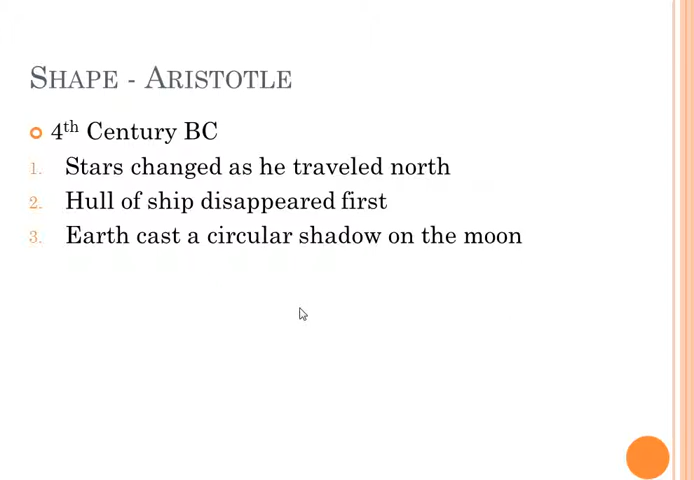 SHAPE - ARISTOTLE
4th Century BC
1. Stars changed as he traveled north
2. Hull of ship disappeared first
3. Earth cast a circular shadow on the moon